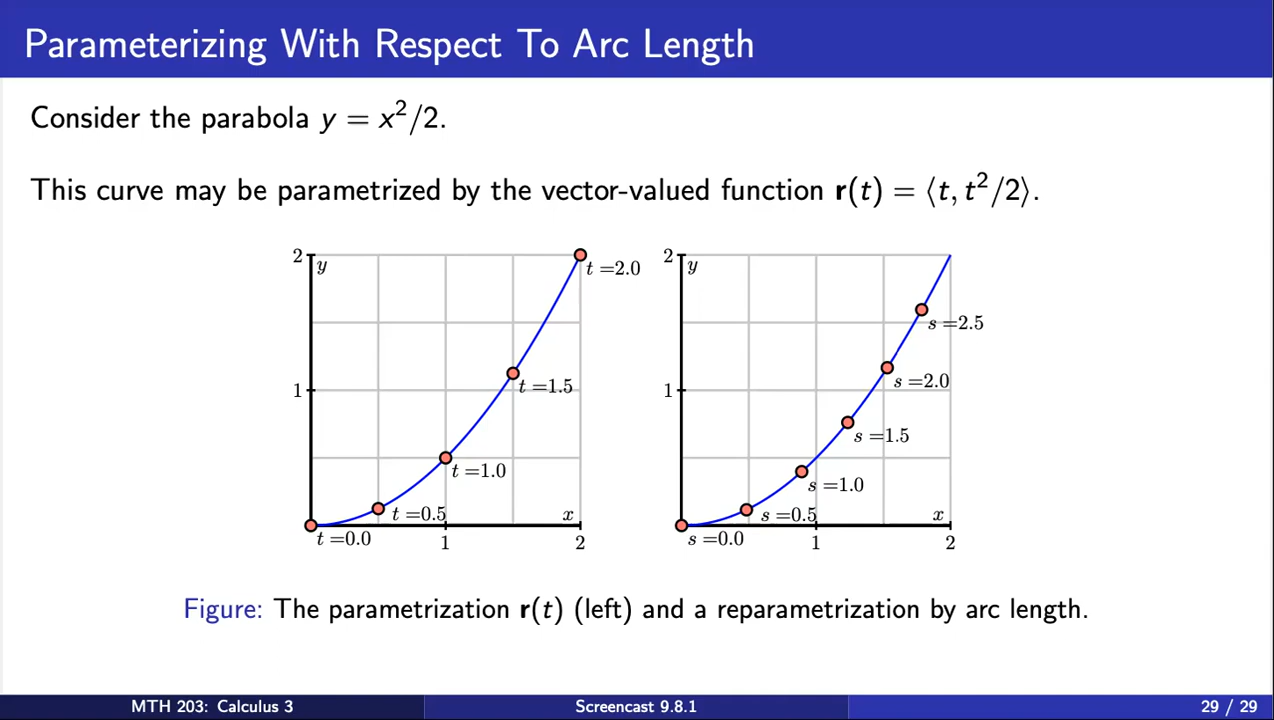 Parameterizing With Respect To Arc Length
Consider the parabola y = x²/2.
This curve may be parametrized by the vector-valued function r(t) = ⟨t, t²/2⟩.
2
y
t =2.0
1
t =1.5
t =1.0
t =0.5
x
t =0.0
1
2
2
y
s =2.5
1
s =2.0
s =1.5
s =1.0
s =0.5
x
s =0.0
1
2
Figure: The parametrization r(t) (left) and a reparametrization by arc length.
MTH 203: Calculus 3
Screencast 9.8.1
29 / 29